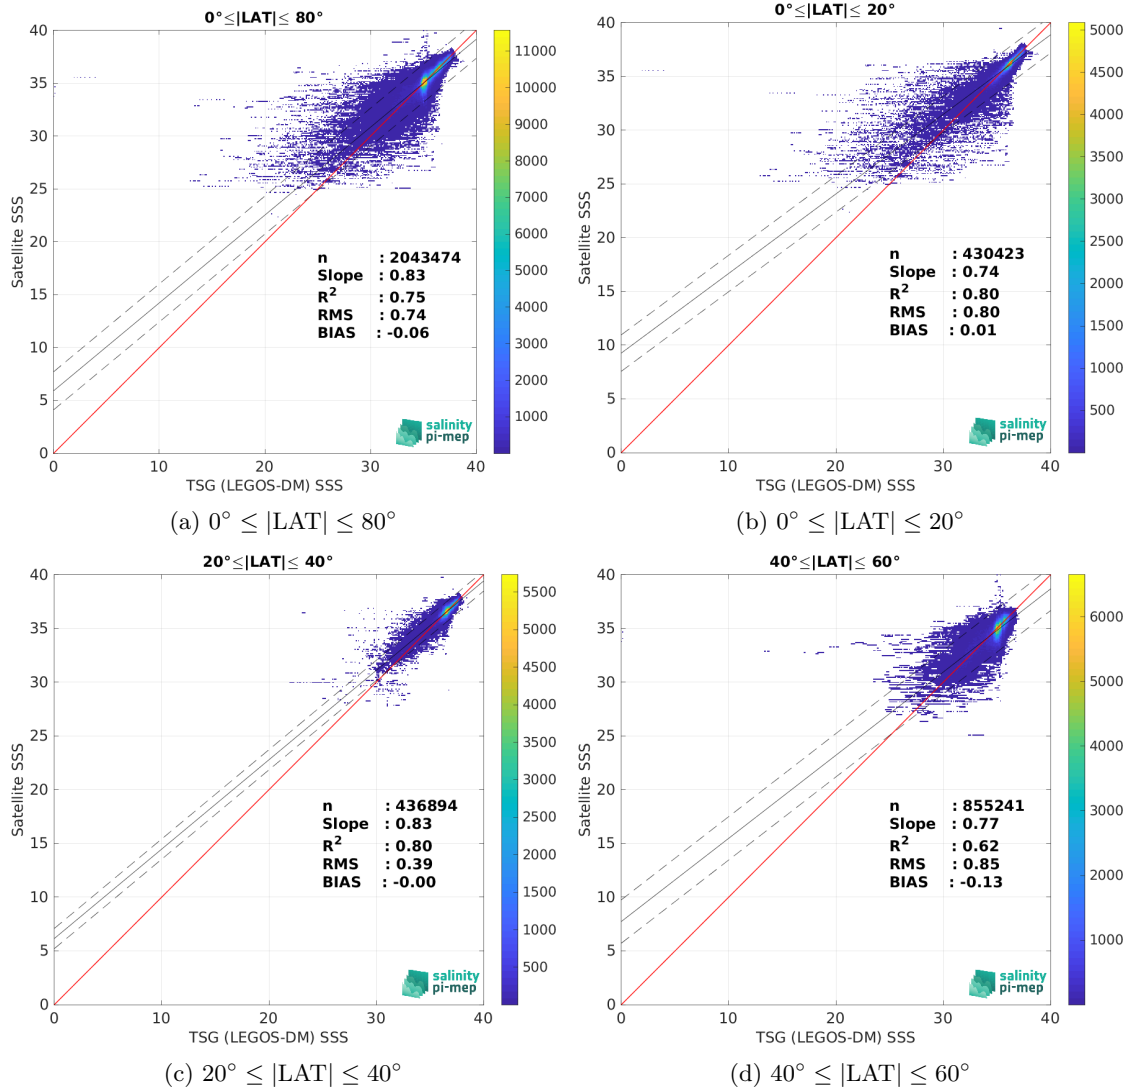 0°≤|LAT|≤ 80°
40
35
30
25
20
15
10
5
0
0
10
20
30
40
Satellite SSS
TSG (LEGOS-DM) SSS
n : 2043474
Slope : 0.83
R² : 0.75
RMS : 0.74
BIAS : -0.06
salinity
pi-mep
11000
10000
9000
8000
7000
6000
5000
4000
3000
2000
1000
(a) 0° ≤ |LAT| ≤ 80°
0°≤|LAT|≤ 20°
40
35
30
25
20
15
10
5
0
0
10
20
30
40
Satellite SSS
TSG (LEGOS-DM) SSS
n : 430423
Slope : 0.74
R² : 0.80
RMS : 0.80
BIAS : 0.01
salinity
pi-mep
5000
4500
4000
3500
3000
2500
2000
1500
1000
500
(b) 0° ≤ |LAT| ≤ 20°
20°≤|LAT|≤ 40°
40
35
30
25
20
15
10
5
0
0
10
20
30
40
Satellite SSS
TSG (LEGOS-DM) SSS
n : 436894
Slope : 0.83
R² : 0.80
RMS : 0.39
BIAS : -0.00
salinity
pi-mep
5500
5000
4500
4000
3500
3000
2500
2000
1500
1000
500
(c) 20° ≤ |LAT| ≤ 40°
40°≤|LAT|≤ 60°
40
35
30
25
20
15
10
5
0
0
10
20
30
40
Satellite SSS
TSG (LEGOS-DM) SSS
n : 855241
Slope : 0.77
R² : 0.62
RMS : 0.85
BIAS : -0.13
salinity
pi-mep
6000
5000
4000
3000
2000
1000
(d) 40° ≤ |LAT| ≤ 60°